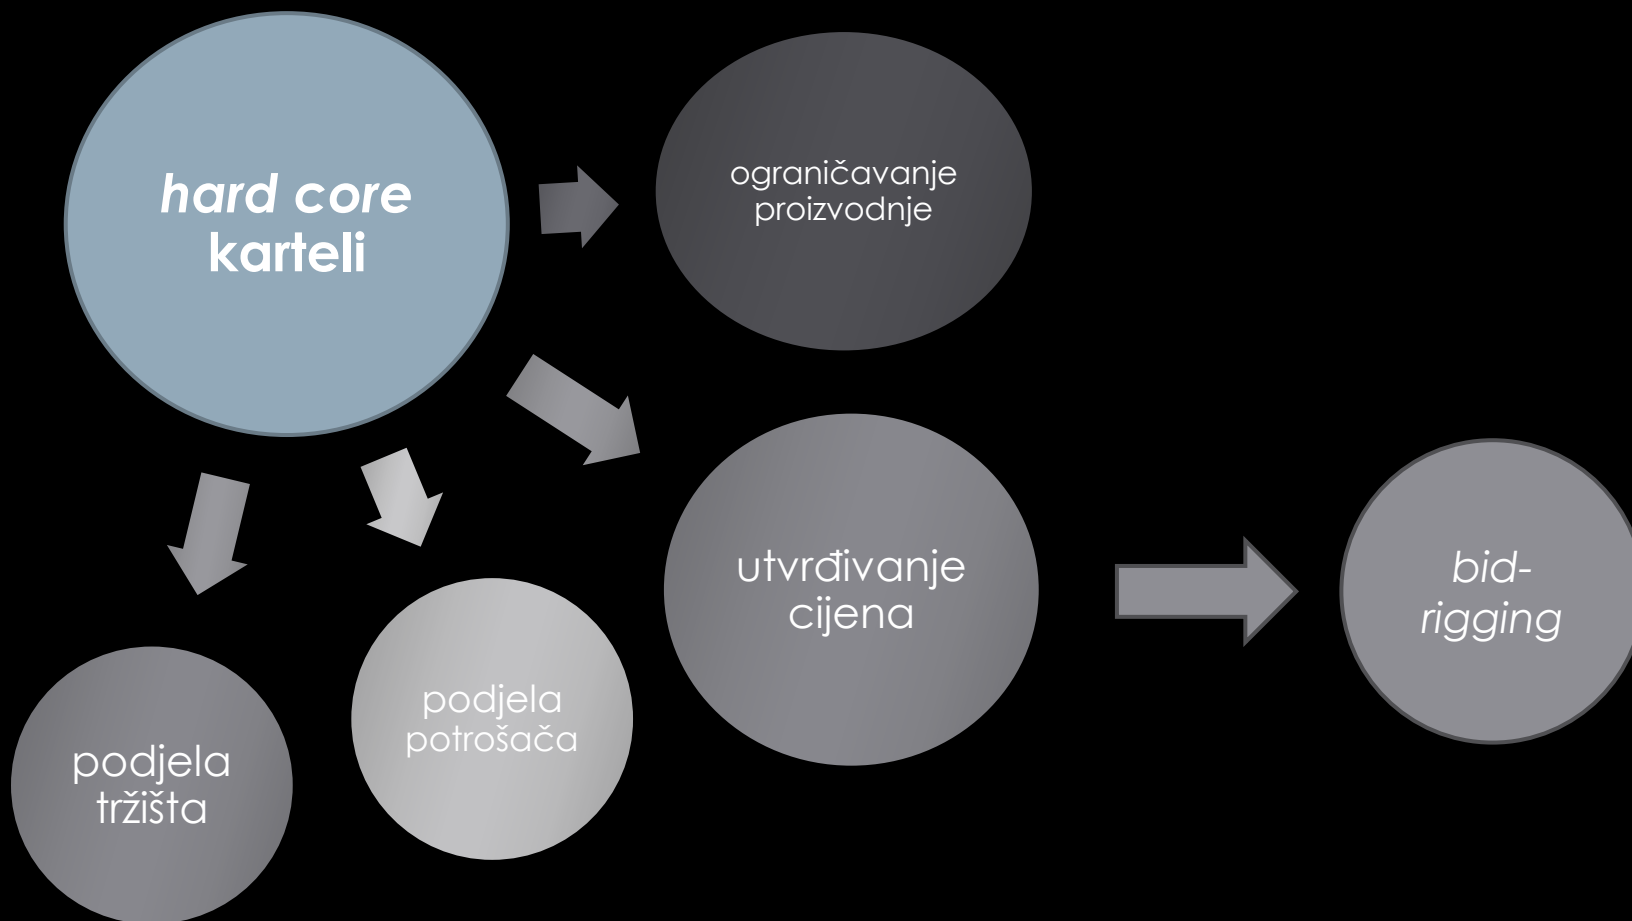 hard core
karteli
ograničavanje
proizvodnje
utvrđivanje
cijena
bid-
rigging
podjela
potrošača
podjela
tržišta